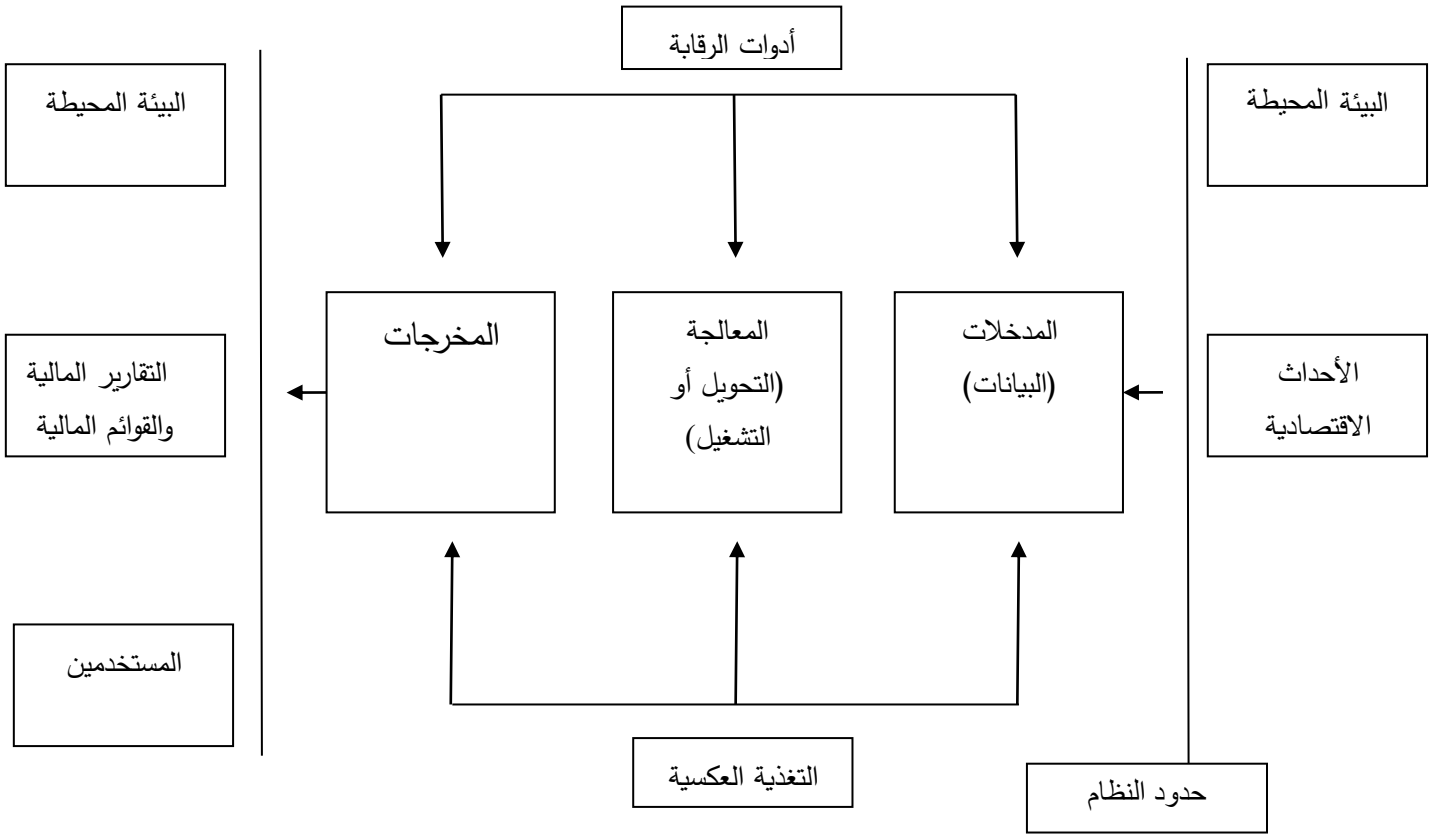 أدوات الرقابة
البيئة المحيطة
البيئة المحيطة
الأحداث
الاقتصادية
المدخلات
(البيانات)
المعالجة
(التحويل أو
التشغيل)
المخرجات
التقارير المالية
والقوائم المالية
المستخدمين
التغذية العكسية
حدود النظام